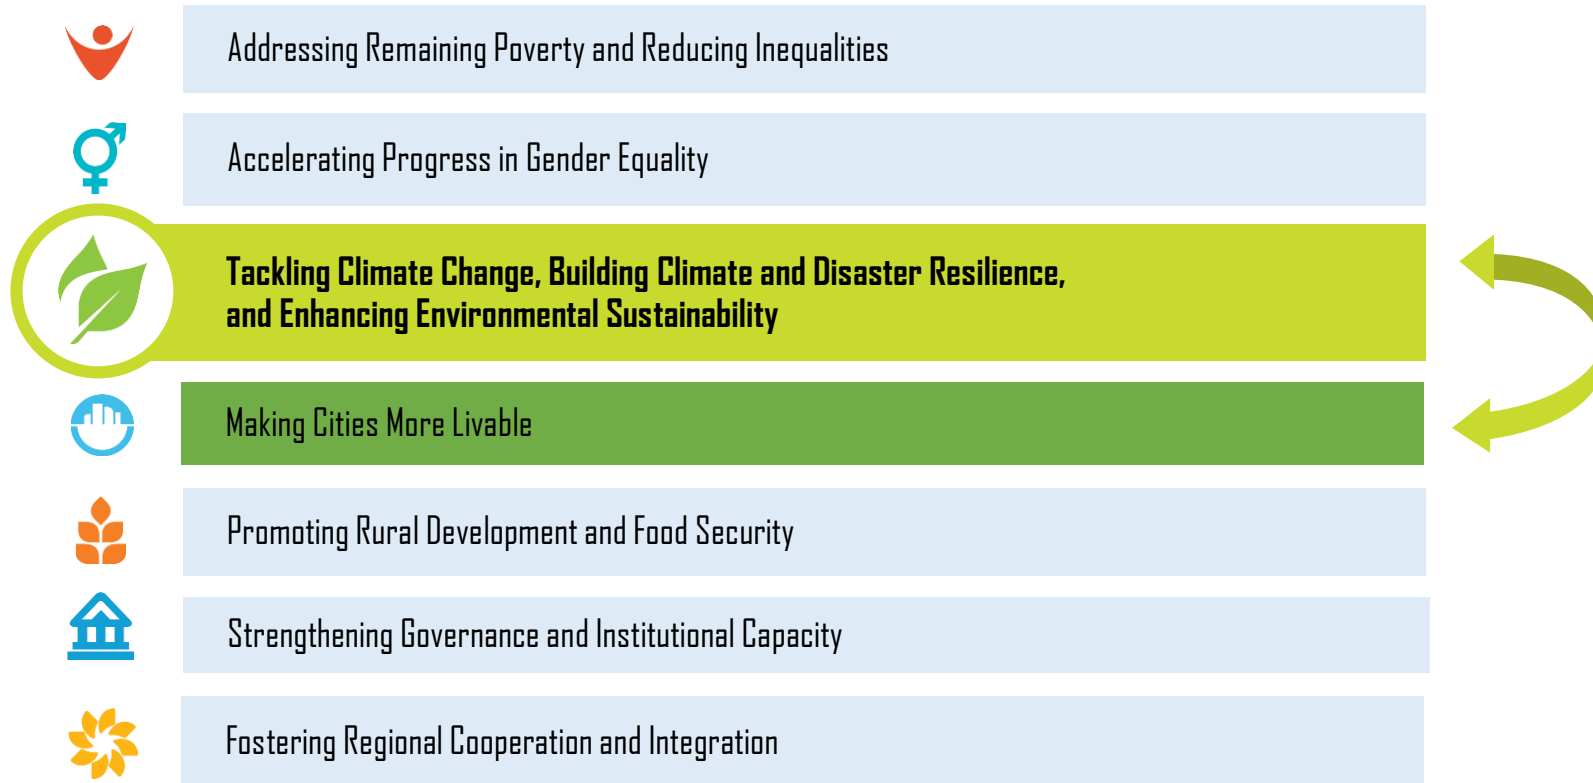 Addressing Remaining Poverty and Reducing Inequalities
Accelerating Progress in Gender Equality
Tackling Climate Change, Building Climate and Disaster Resilience,
and Enhancing Environmental Sustainability
Making Cities More Livable
Promoting Rural Development and Food Security
Strengthening Governance and Institutional Capacity
Fostering Regional Cooperation and Integration